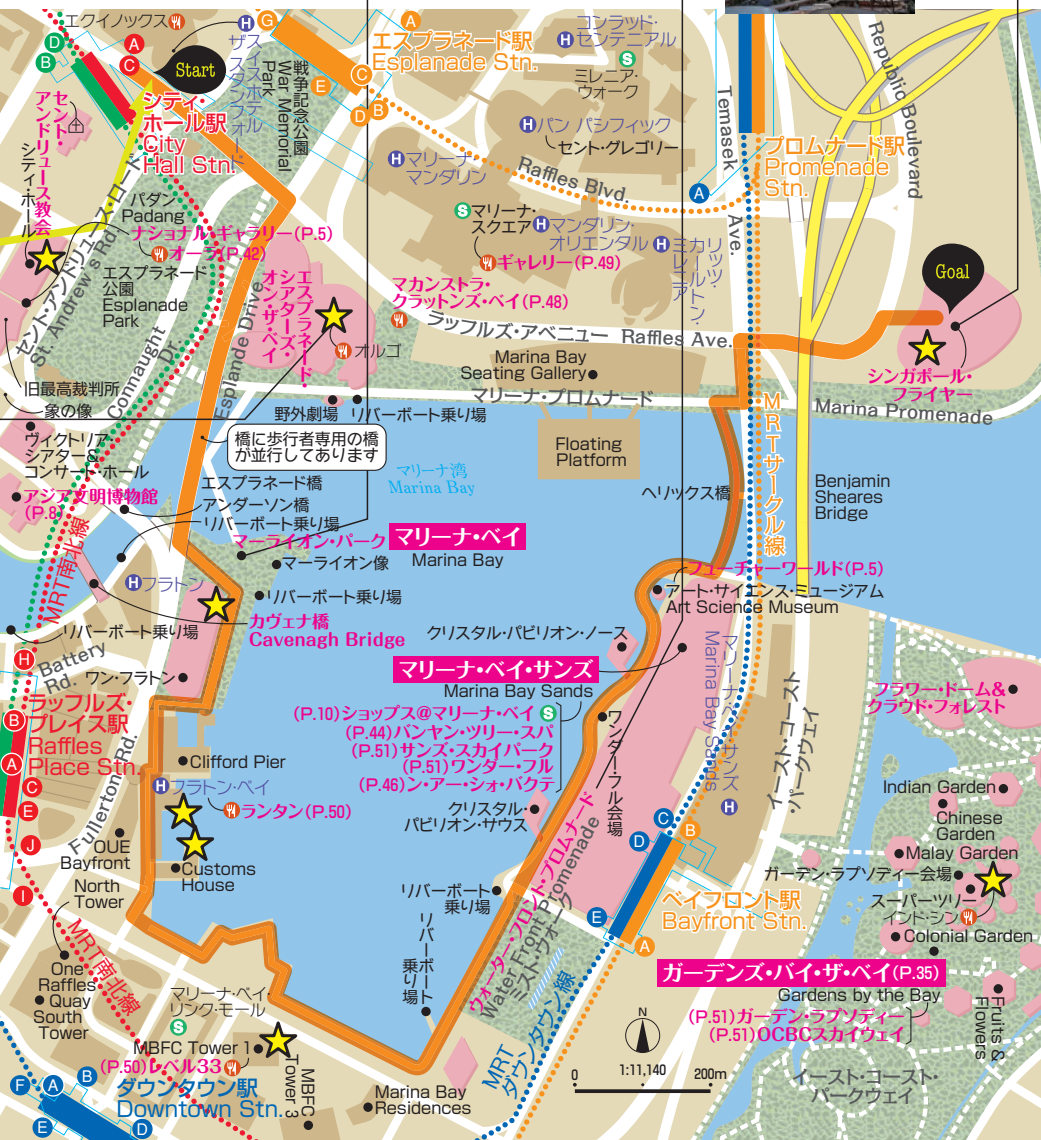 エクイノックス
H
ザ・スイスホテル
スタンフォード
G
A
エスプラネード駅
Esplanade Stn.
コンラッド・
H センテニアル
S
ミレニア・
ウォーク
D
B
A
C
Start
戦争記念公園
War Memorial
Park
C
E
D
B
Temasek
Ave.
Republic Boulevard
セント・
アンドリュース教会
シティ・
ホール駅
City
Hall Stn.
シティ・ホール
H パン パシフィック
セント・グレゴリー
H マリーナ
マンダリン
Raffles Blvd.
A
プロムナード駅
Promenade
Stn.
パダン
Padang
ナショナル・ギャラリー(P.5)
オーデ(P.42)
エスプラネード
公園
Esplanade
Park
セント・アンドリュース・ロード
St. Andrew's Rd.
S マリーナ・
スクエア
H マンダリン・
オリエンタル
H リッツ・
カールトン・
ミレーニア
ギャレリー(P.49)
Goal
エスプラネード・
シアターズ・
オン・ザ・ベイ
オルゴ
マカンストラ・
グラットンズ・ベイ(P.48)
ラッフルズ・アベニュー Raffles Ave.
Connaught
Dr.
Esplanade Drive
Marina Bay
Seating Gallery
シンガポール・
フライヤー
旧最高裁判所
象の像
野外劇場
リバーボート乗り場
マリーナ・プロムナード
Marina Promenade
ヴィクトリア・
シアター&
コンサート・ホール
橋に歩行者専用の橋
が並行してあります
Floating
Platform
マリーナ湾
Marina Bay
MRTサークル線
アジア文明博物館
(P.8)
エスプラネード橋
アンダーソン橋
リバーボート乗り場
ヘリックス橋
Benjamin
Sheares
Bridge
マーライオン・パーク
マリーナ・ベイ
Marina Bay
MRT南北線
マーライオン像
H フラトン
リバーボート乗り場
フューチャーワールド(P.5)
アート・サイエンス・ミュージアム
Art Science Museum
カヴェナ橋
Cavenagh Bridge
リバーボート乗り場
H
Battery
Rd.
ワン・フラトン
クリスタル・パビリオン・ノース
マリーナ・ベイ・サンズ
Marina Bay Sands
マリーナ・ベイ・サンズ
Marina Bay Sands
H
(P.10)ショップス@マリーナ・ベイ S
(P.44)バンヤン・ツリー・スパ
(P.51)サンズ・スカイパーク
(P.51)ワンダー・フル
(P.46)ン・アー・シォ・バクテ
ワンダー・フル会場
イースト・コースト
・パークウェイ
フラワー・ドーム&
クラウド・フォレスト
ラッフルズ・
プレイス駅
Raffles
Place Stn.
B
A
C
E
J
I
Fullerton Rd.
Clifford Pier
H フラトン・ベイ
ランタン(P.50)
クリスタル・
パビリオン・サウス
Indian Garden
Chinese
Garden
Malay Garden
ガーデン・ラプソディー会場
スーパーツリー
インドシン
Colonial Garden
OUE
Bayfront
Customs
House
C
B
D
E
A
ベイフロント駅
Bayfront Stn.
North
Tower
リバーボート
乗り場
リバーボート
乗り場
ウォーター・フロント・プロムナード
Water Front Promenade
ミスト・ウォーク
ガーデンズ・バイ・ザ・ベイ(P.35)
Gardens by the Bay
(P.51)ガーデン・ラプソディー
(P.51)OCBCスカイウェイ
Fruits &
Flowers
One
Raffles
Quay
South
Tower
MRT南北線
マリーナ・ベイ・
リンク・モール
S
MBFC Tower 1
(P.50)レベル33
MBFC
Tower 3
MRT
ダウンタウン線
N
0
1:11,140
200m
F
A
B
E
D
ダウンタウン駅
Downtown Stn.
Marina Bay
Residences
イースト・コースト・
パークウェイ